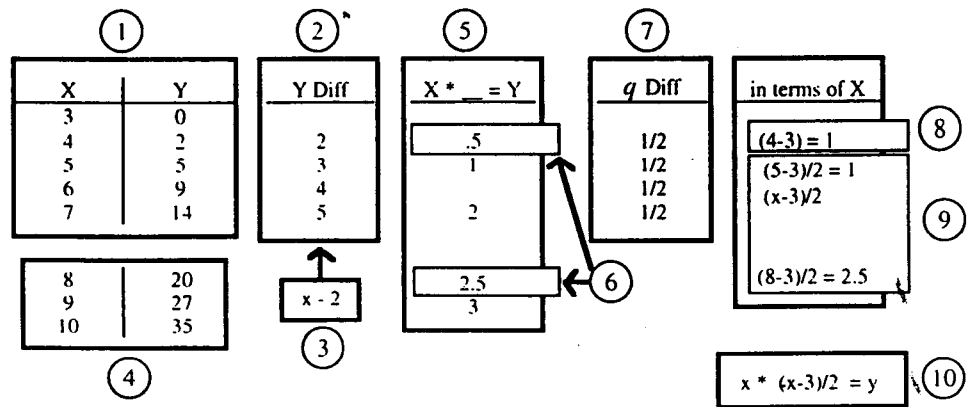 1 2 5 7
X Y Y Diff X * __ = Y q Diff in terms of X
3 0
4 2 2 .5 1/2 (4-3) = 1 8
5 5 3 1 1/2 (5-3)/2 = 1
6 9 4 1/2 (x-3)/2
7 14 5 2 1/2
9
8 20 x - 2 2.5 6 (8-3)/2 = 2.5
9 27 3
10 35
3
4
x * (x-3)/2 = y 10